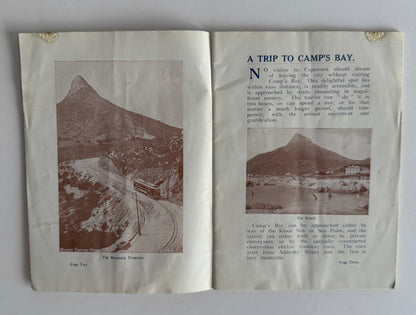 The Mountain Tramway.
Page Two
A TRIP TO CAMP'S BAY.
NO visitor to Capetown should dream
of leaving the city without visiting
Camp's Bay. This delightful spot lies
within easy distance, is readily accessible, and
is approached by roads abounding in magni-
ficent scenery. The tourist can "do" it in
two hours, or can spend a day, or for that
matter a much longer period, should time
permit, with the utmost enjoyment and
gratification.
The Beach.
Camp's Bay can be approached either by
way of the Kloof Nek or Sea Point, and the
visitor can either walk or drive by private
conveyance or by the specially constructed
observation electric tramway cars. The cars
start from Adderley Street and the fare is
very moderate.
Page Three